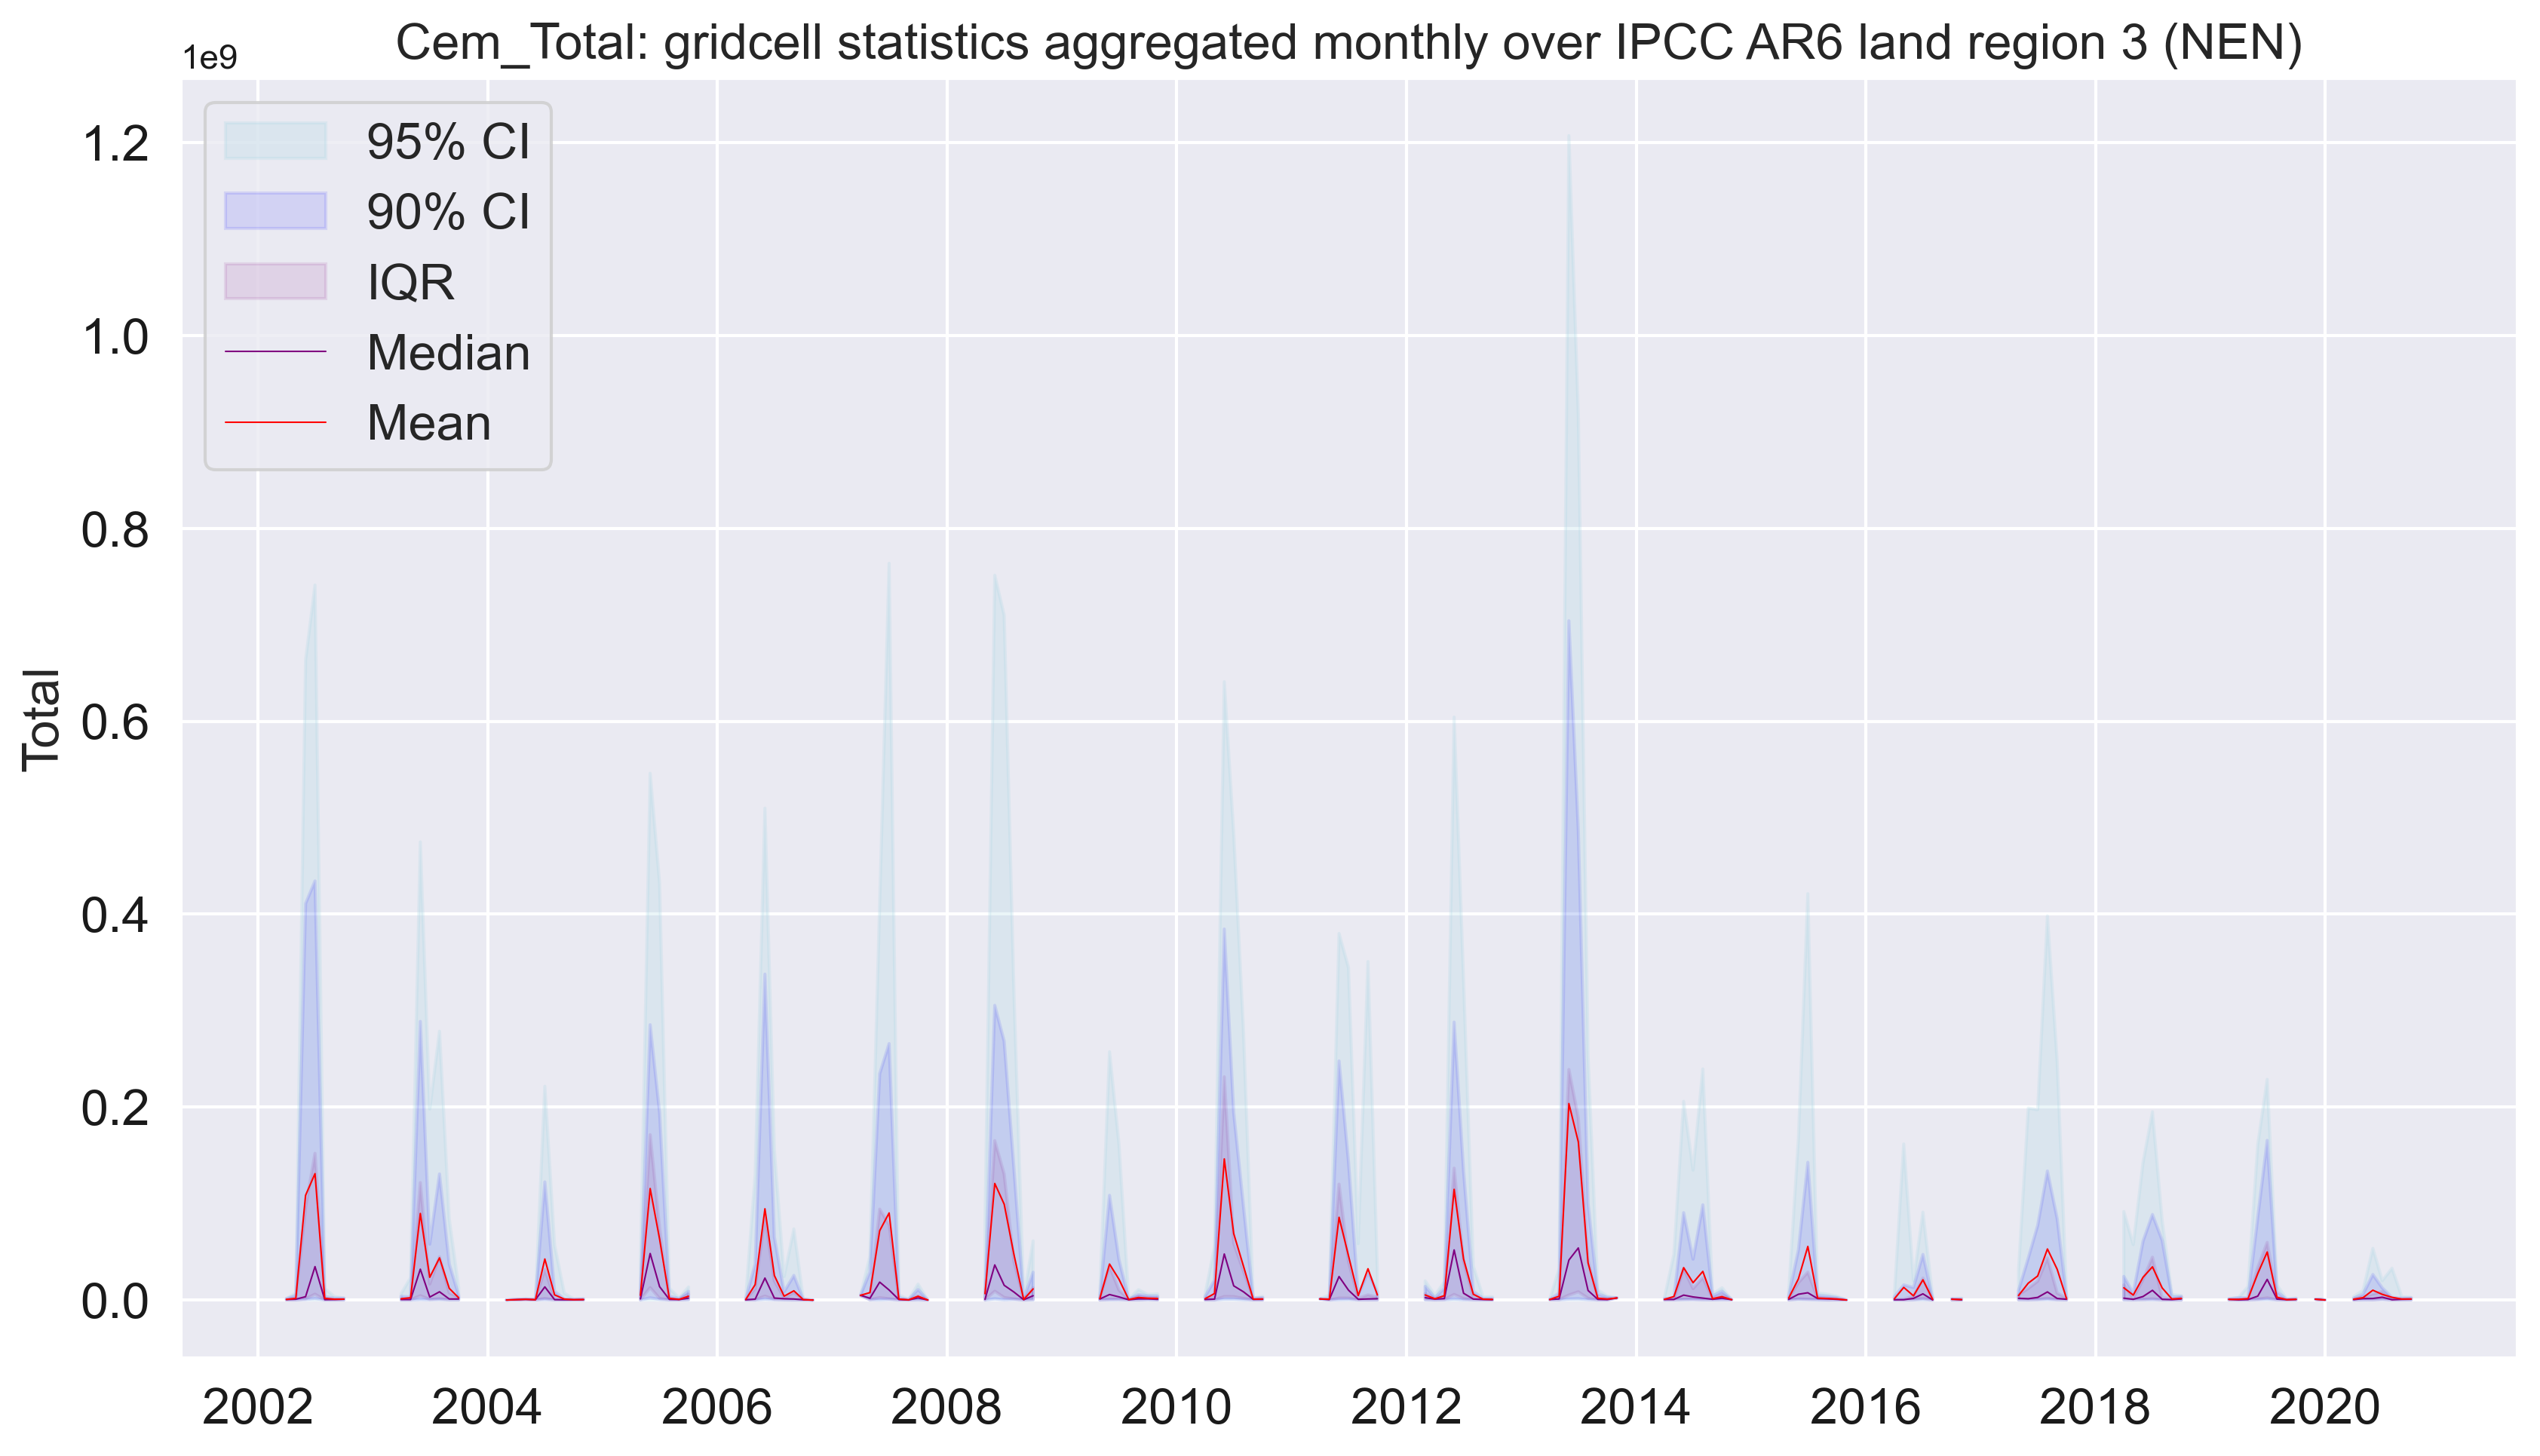 Cem_Total: gridcell statistics aggregated monthly over IPCC AR6 land region 3 (NEN)
1e9
95% CI
90% CI
IQR
Median
Mean
Total
1.2
1.0
0.8
0.6
0.4
0.2
0.0
2002 2004 2006 2008 2010 2012 2014 2016 2018 2020